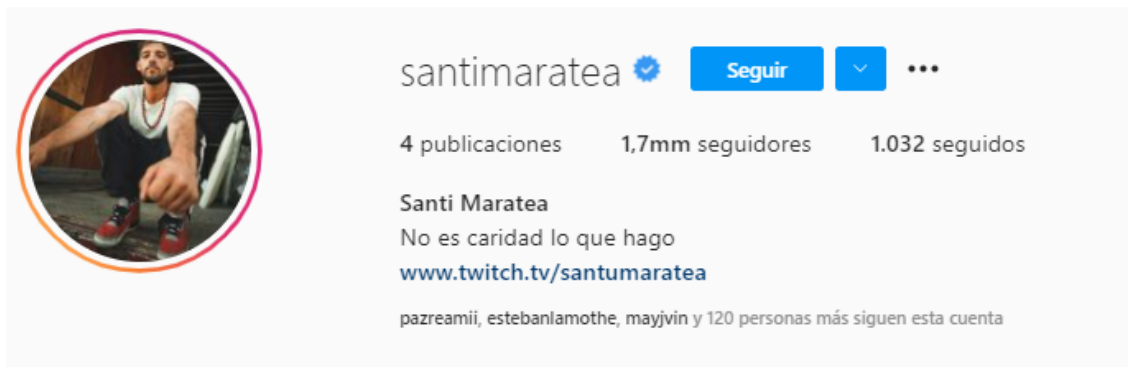 santimaratea Seguir
4 publicaciones 1,7mm seguidores 1.032 seguidos
Santi Maratea
No es caridad lo que hago
www.twitch.tv/santumaratea
pazreamii, estebanlamothe, mayjvin y 120 personas más siguen esta cuenta